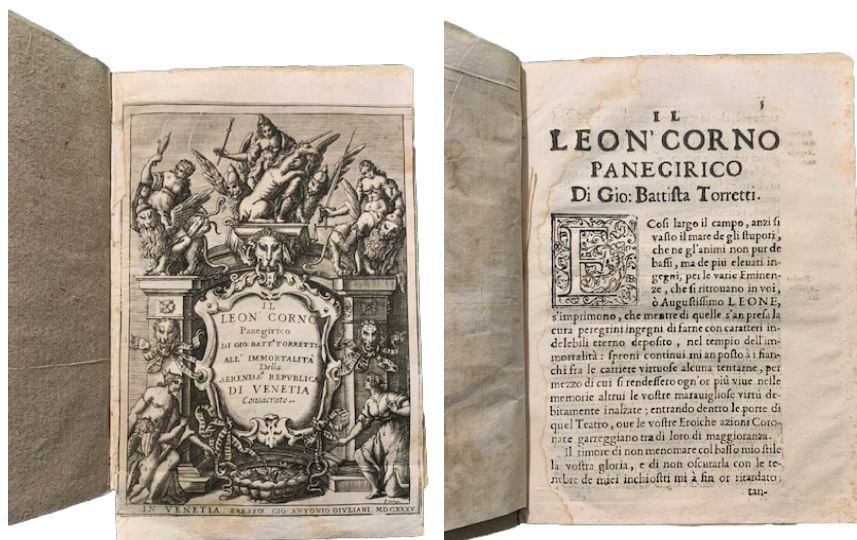 IL
LEON' CORNO
Panegirico
DI GIO: BATT.ᴬ TORRETTI
ALL' IMMORTALITÀ
Della
SERENISS.ᴬ REPVBLICA
DI VENETIA
Consacrato.
IN VENETIA, PRESSO GIO: ANTONIO GIVLIANI. MDCXXXV
IL
LEON' CORNO
PANEGIRICO
Di Gio: Battista Torretti.
E Cosi largo il campo, anzi si
vasto il mare de gli stupori,
che ne gl'animi non pur de
bassi, ma de piu eleuati in-
gegni, per le varie Eminen-
ze, che si ritrouano in voi,
ò Augustissimo LEONE,
s'imprimono, che mentre di quelle s'an presa la
cura peregrini ingegni di farne con caratteri in-
delebili eterno deposito, nel tempio dell'im-
mortalità: sproni continui mi an posto à i fian-
chi fra le carriere virtuose alcuna tentarne, per
mezzo di cui si rendessero ogn'or più viue nelle
memorie altrui le vostre marauigliose virtù de-
bitamente inalzate; entrando dentro le porte di
quel Teatro, oue le vostre Eroiche azioni Coro-
nate garreggiano tra di loro di maggioranza.
Il timore di non menomare col basso mio stile
la vostra gloria, e di non oscurarla con le te-
nebre de miei inchiostri mi à fin or ritardato;
tan-